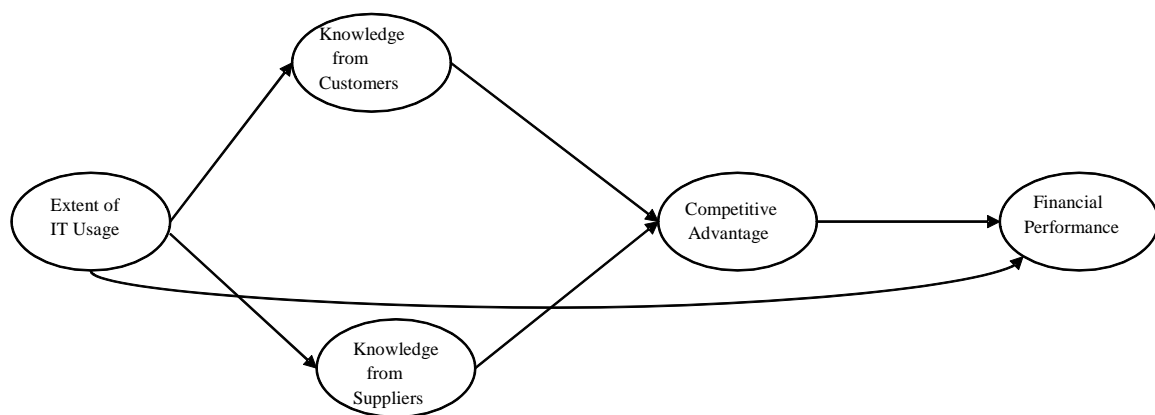 Knowledge
from
Customers
Extent of
IT Usage
Competitive
Advantage
Financial
Performance
Knowledge
from
Suppliers